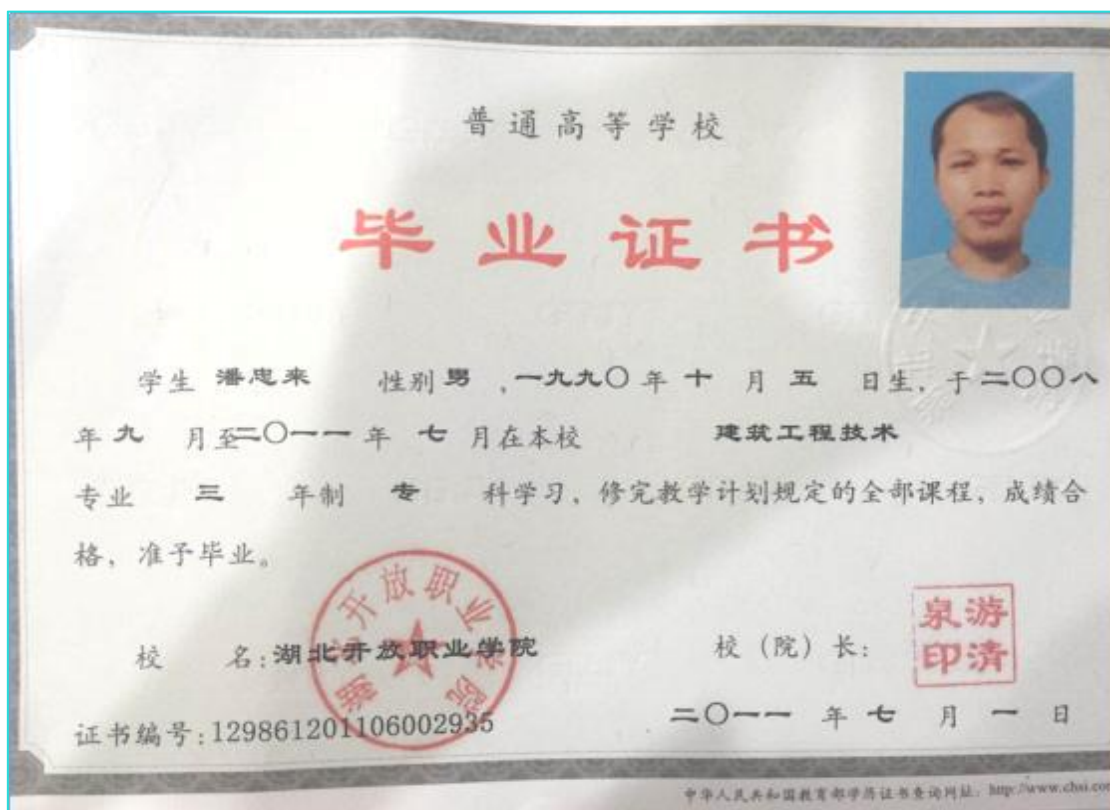 普通高等学校
毕业证书
学生 潘忠来 性别 男 ，一九九〇 年 十 月 五 日生，于 二〇〇八
年 九 月至 二〇一一 年 七 月在本校 建筑工程技术
专业 三 年制 专 科学习，修完教学计划规定的全部课程，成绩合
格，准予毕业。
校 名：湖北开放职业学院
校（院）长：
游清泉印
证书编号：129861201106002935
二〇一一 年 七 月 一 日
中华人民共和国教育部学历证书查询网址：http://www.chsi.com